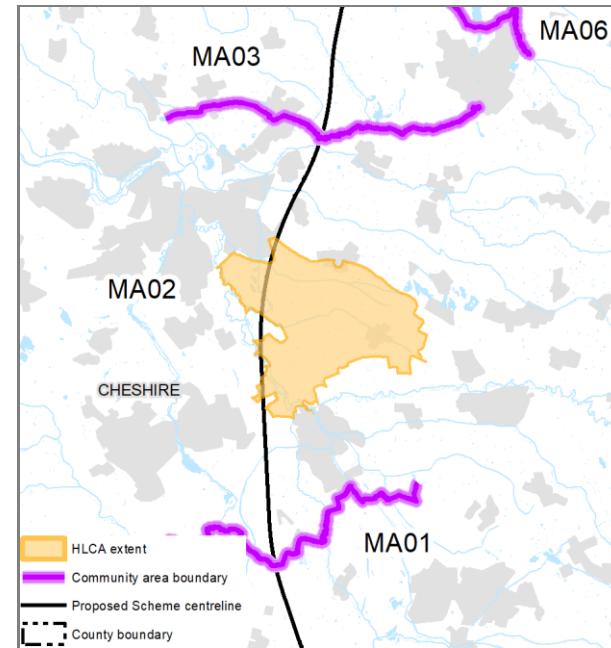 MA06
MA03
MA02
CHESHIRE
MA01
HLCA extent
Community area boundary
Proposed Scheme centreline
County boundary